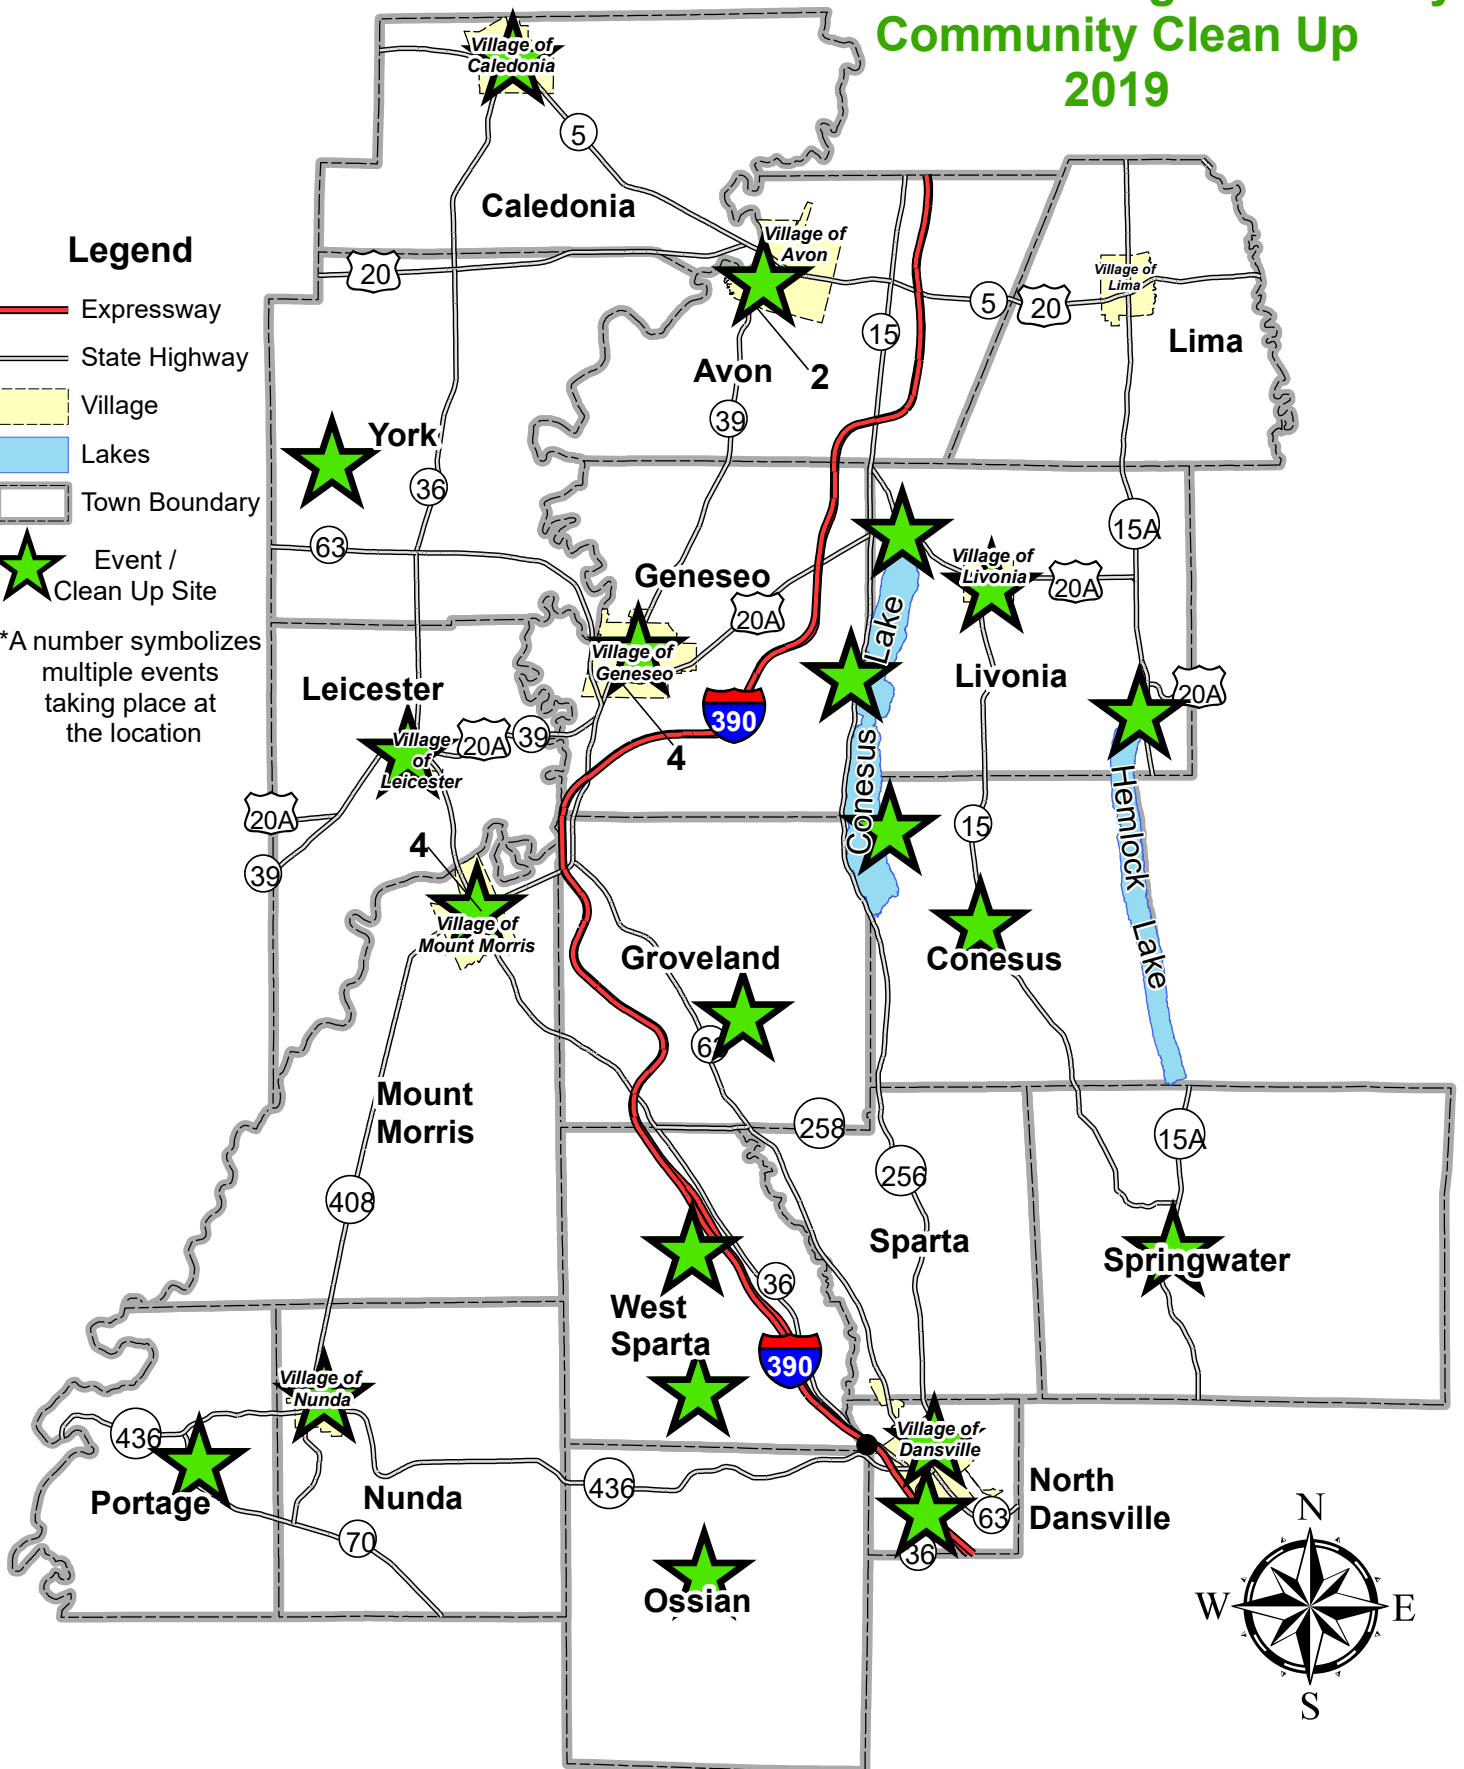 Community Clean Up
2019
Legend
Expressway
State Highway
Village
Lakes
Town Boundary
Event /
Clean Up Site
*A number symbolizes
multiple events
taking place at
the location
Village of
Caledonia
5
Caledonia
20
Village of
Avon
Avon
2
39
15
5
20
Village of
Lima
Lima
York
36
63
Geneseo
20A
Village of
Geneseo
4
390
Village of
Livonia
20A
15A
Livonia
20A
Conesus Lake
Hemlock Lake
Leicester
Village
of
Leicester
20A
39
20A
39
4
Village of
Mount Morris
15
Conesus
Groveland
63
Mount
Morris
258
408
256
15A
Sparta
Springwater
36
West
Sparta
390
Village of
Nunda
436
Portage
Nunda
70
436
Village of
Dansville
North
Dansville
63
36
Ossian
N
W
E
S